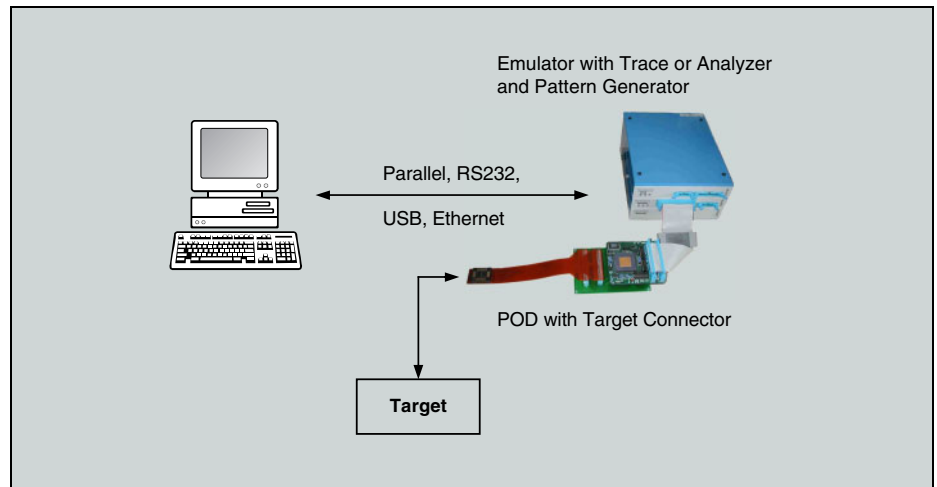 Emulator with Trace or Analyzer
and Pattern Generator
Parallel, RS232,
USB, Ethernet
POD with Target Connector
Target